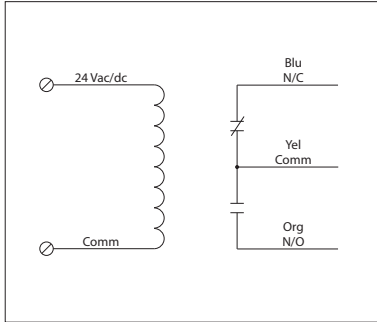 24 Vac/dc
Comm
Blu
N/C
Yel
Comm
Org
N/O